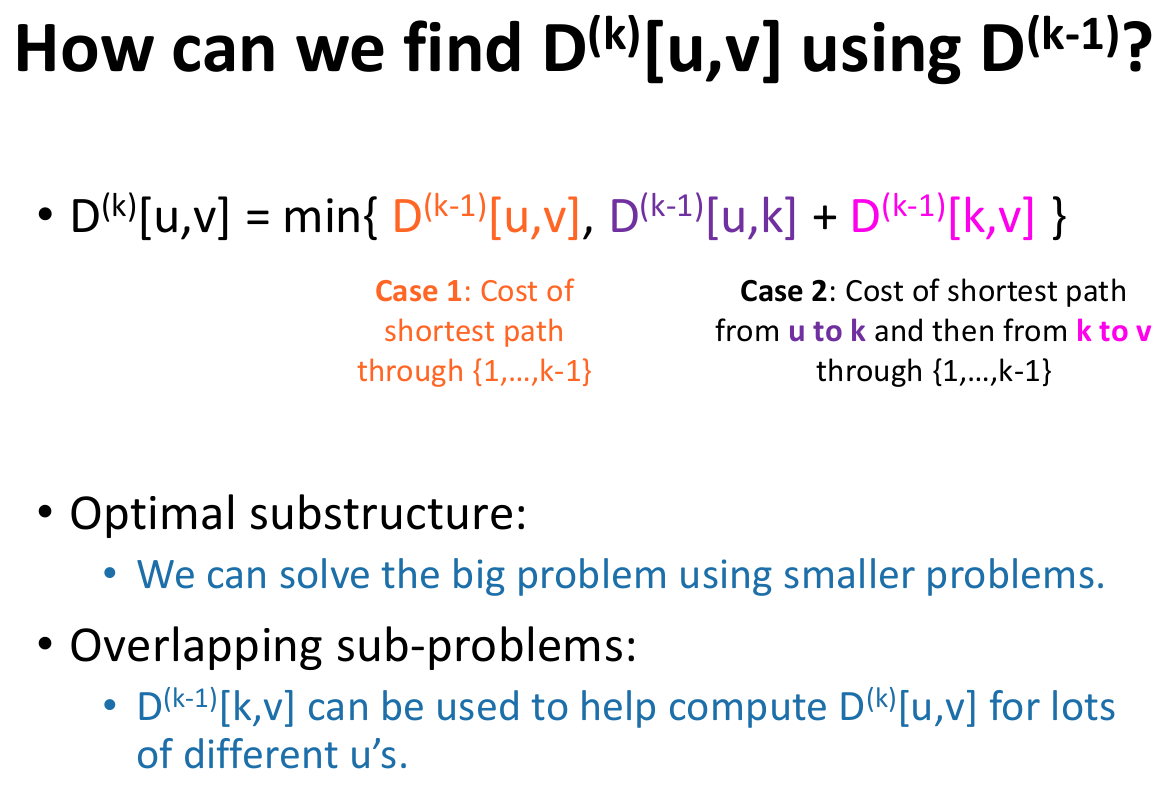 How can we find D⁽ᵏ⁾[u,v] using D⁽ᵏ⁻¹⁾?
• D⁽ᵏ⁾[u,v] = min{ D⁽ᵏ⁻¹⁾[u,v], D⁽ᵏ⁻¹⁾[u,k] + D⁽ᵏ⁻¹⁾[k,v] }
Case 1: Cost of
shortest path
through {1,…,k-1}
Case 2: Cost of shortest path
from u to k and then from k to v
through {1,…,k-1}
• Optimal substructure:
• We can solve the big problem using smaller problems.
• Overlapping sub-problems:
• D⁽ᵏ⁻¹⁾[k,v] can be used to help compute D⁽ᵏ⁾[u,v] for lots
of different u’s.